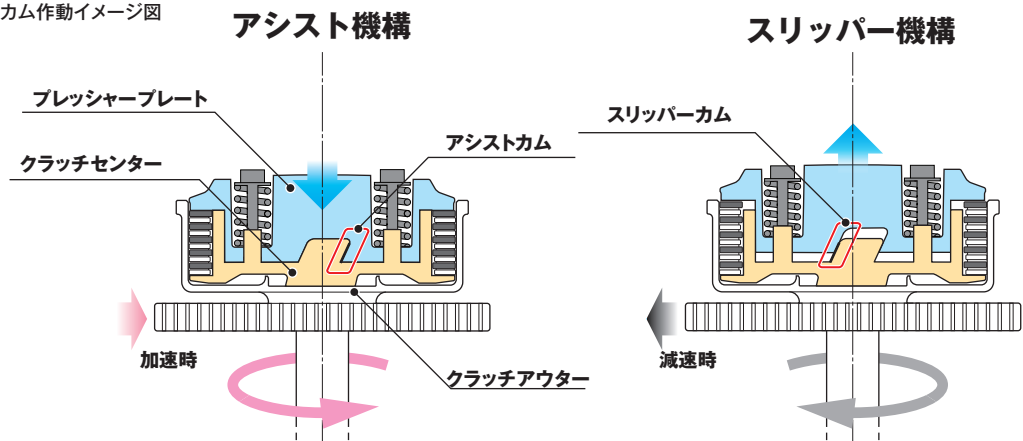 カム作動イメージ図
アシスト機構
スリッパー機構
プレッシャープレート
スリッパーカム
アシストカム
クラッチセンター
加速時
減速時
クラッチアウター